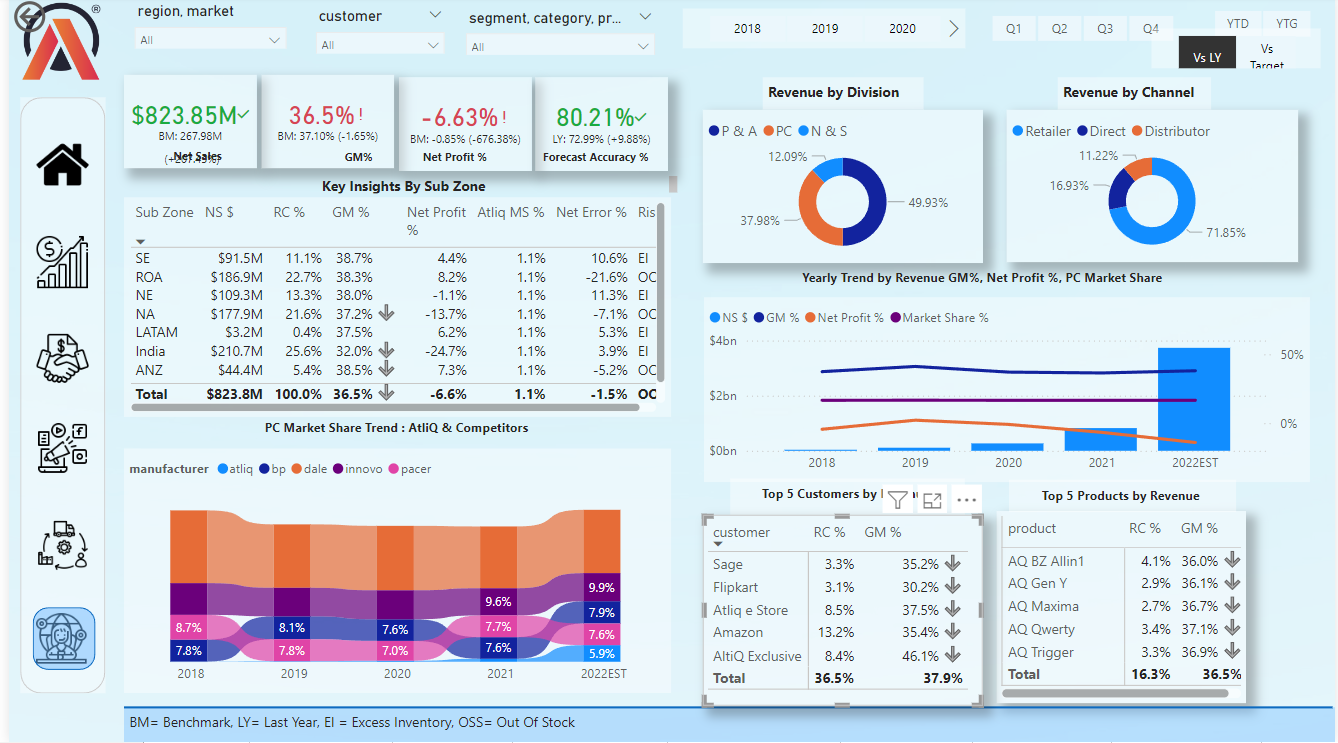 region, market
customer
segment, category, pr...
All
All
All
2018 2019 2020
Q1 Q2 Q3 Q4
YTD YTG
Vs LY
Vs Target
$823.85M
BM: 267.98M
Net Sales
36.5%!
BM: 37.10% (-1.65%)
GM%
-6.63%!
BM: -0.85% (-676.38%)
Net Profit %
80.21%
LY: 72.99% (+9.88%)
Forecast Accuracy %
Key Insights By Sub Zone
Sub Zone NS $ RC % GM % Net Profit % Atliq MS % Net Error % Ris
SE $91.5M 11.1% 38.7% 4.4% 1.1% 10.6% EI
ROA $186.9M 22.7% 38.3% 8.2% 1.1% -21.6% OC
NE $109.3M 13.3% 38.0% -1.1% 1.1% 11.3% EI
NA $177.9M 21.6% 37.2% -13.7% 1.1% -7.1% OC
LATAM $3.2M 0.4% 37.5% 6.2% 1.1% 5.3% EI
India $210.7M 25.6% 32.0% -24.7% 1.1% 3.9% EI
ANZ $44.4M 5.4% 38.5% 7.3% 1.1% -5.2% OC
Total $823.8M 100.0% 36.5% -6.6% 1.1% -1.5% OC
PC Market Share Trend : AtliQ & Competitors
manufacturer atliq bp dale innovo pacer
8.7%
7.8%
8.1%
7.8%
7.6%
7.0%
9.6%
7.7%
7.6%
9.9%
7.9%
7.6%
5.9%
2018 2019 2020 2021 2022EST
Revenue by Division
P & A PC N & S
12.09%
49.93%
37.98%
Revenue by Channel
Retailer Direct Distributor
11.22%
16.93%
71.85%
Yearly Trend by Revenue GM%, Net Profit %, PC Market Share
NS $ GM % Net Profit % Market Share %
$4bn
$2bn
$0bn
50%
0%
2018 2019 2020 2021 2022EST
Top 5 Customers by
customer RC % GM %
Sage 3.3% 35.2%
Flipkart 3.1% 30.2%
Atliq e Store 8.5% 37.5%
Amazon 13.2% 35.4%
AltiQ Exclusive 8.4% 46.1%
Total 36.5% 37.9%
Top 5 Products by Revenue
product RC % GM %
AQ BZ Allin1 4.1% 36.0%
AQ Gen Y 2.9% 36.1%
AQ Maxima 2.7% 36.7%
AQ Qwerty 3.4% 37.1%
AQ Trigger 3.3% 36.9%
Total 16.3% 36.5%
BM= Benchmark, LY= Last Year, EI = Excess Inventory, OSS= Out Of Stock